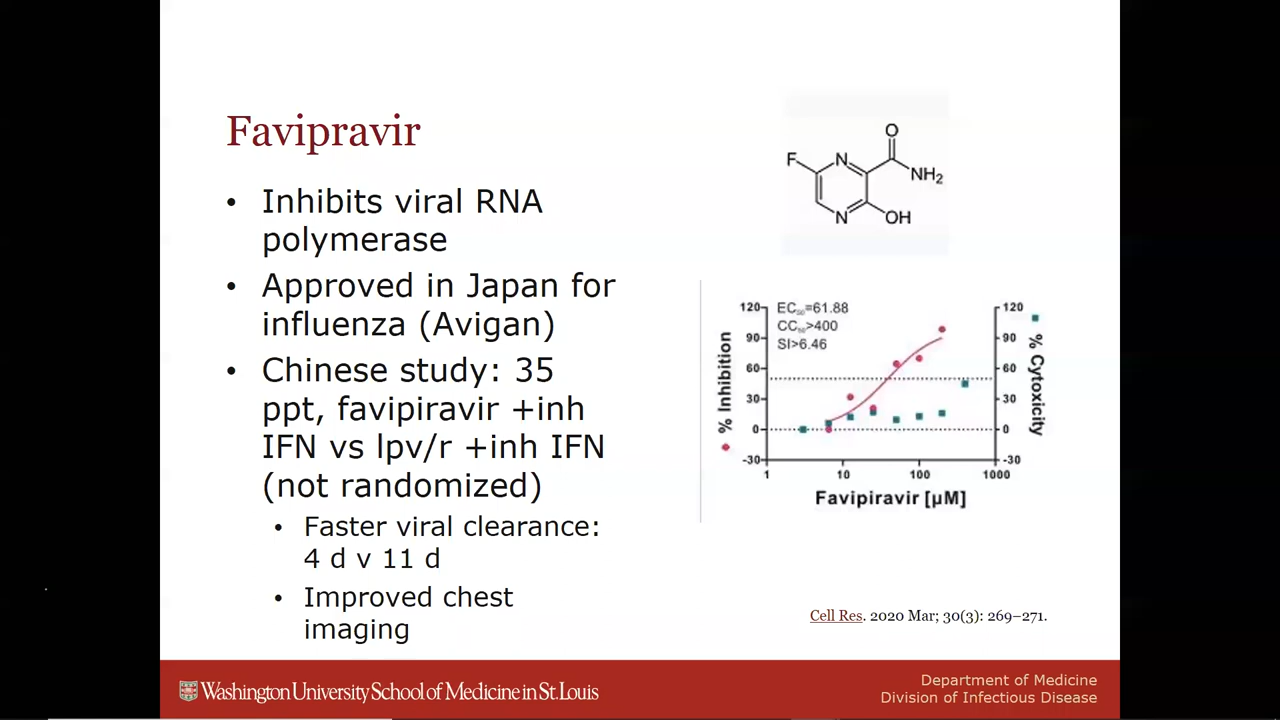 Favipravir
• Inhibits viral RNA
polymerase
• Approved in Japan for
influenza (Avigan)
• Chinese study: 35
ppt, favipiravir +inh
IFN vs lpv/r +inh IFN
(not randomized)
• Faster viral clearance:
4 d v 11 d
• Improved chest
imaging
O
F
N
NH2
N
OH
EC50=61.88
CC50>400
SI>6.46
% Inhibition
120
90
60
30
0
-30
120
90
60
30
0
-30
% Cytoxicity
1
10
100
1000
Favipiravir [µM]
Cell Res. 2020 Mar; 30(3): 269–271.
Washington University School of Medicine in St. Louis
Department of Medicine
Division of Infectious Disease